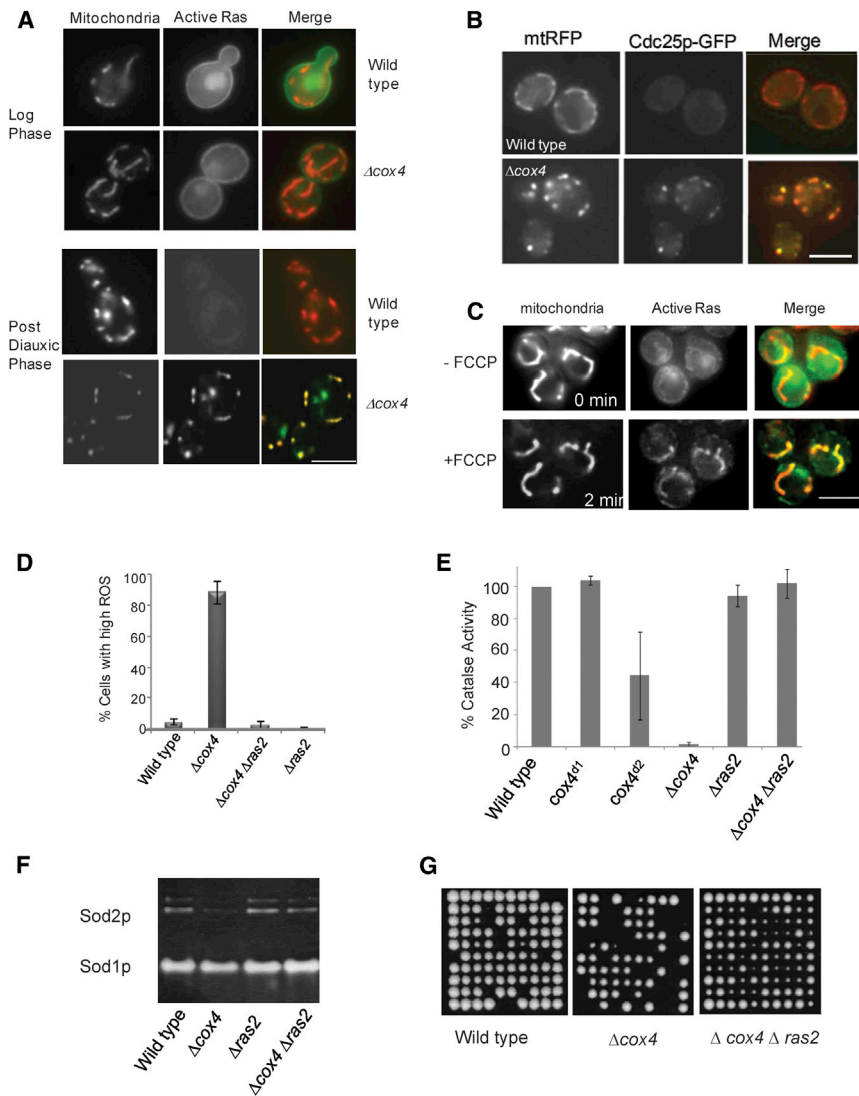 A
Mitochondria Active Ras Merge
Log
Phase
Wild
type
Δcox4
Post
Diauxic
Phase
Wild
type
Δcox4
B
mtRFP Cdc25p-GFP Merge
Wild type
Δcox4
C
mitochondria Active Ras Merge
- FCCP
0 min
+FCCP
2 min
D
% Cells with high ROS
100
80
60
40
20
0
Wild type
Δcox4
Δcox4 Δras2
Δras2
E
% Catalse Activity
100
80
60
40
20
0
Wild type
cox4d1
cox4d2
Δcox4
Δras2
Δcox4 Δras2
F
Sod2p
Sod1p
Wild type
Δcox4
Δras2
Δcox4 Δras2
G
Wild type
Δcox4
Δ cox4 Δ ras2